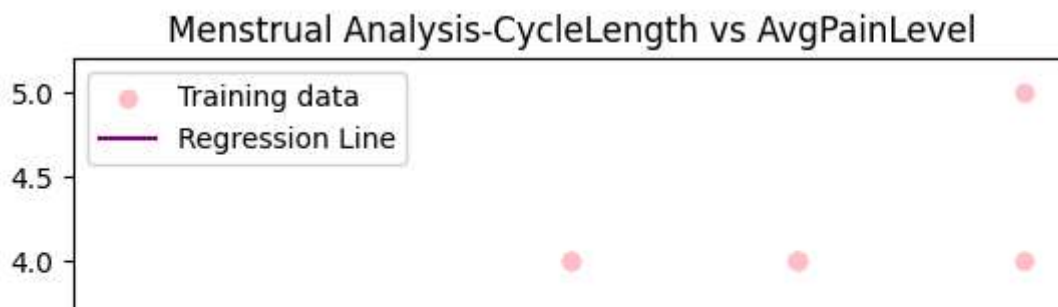 Menstrual Analysis-CycleLength vs AvgPainLevel
5.0
Training data
Regression Line
4.5
4.0